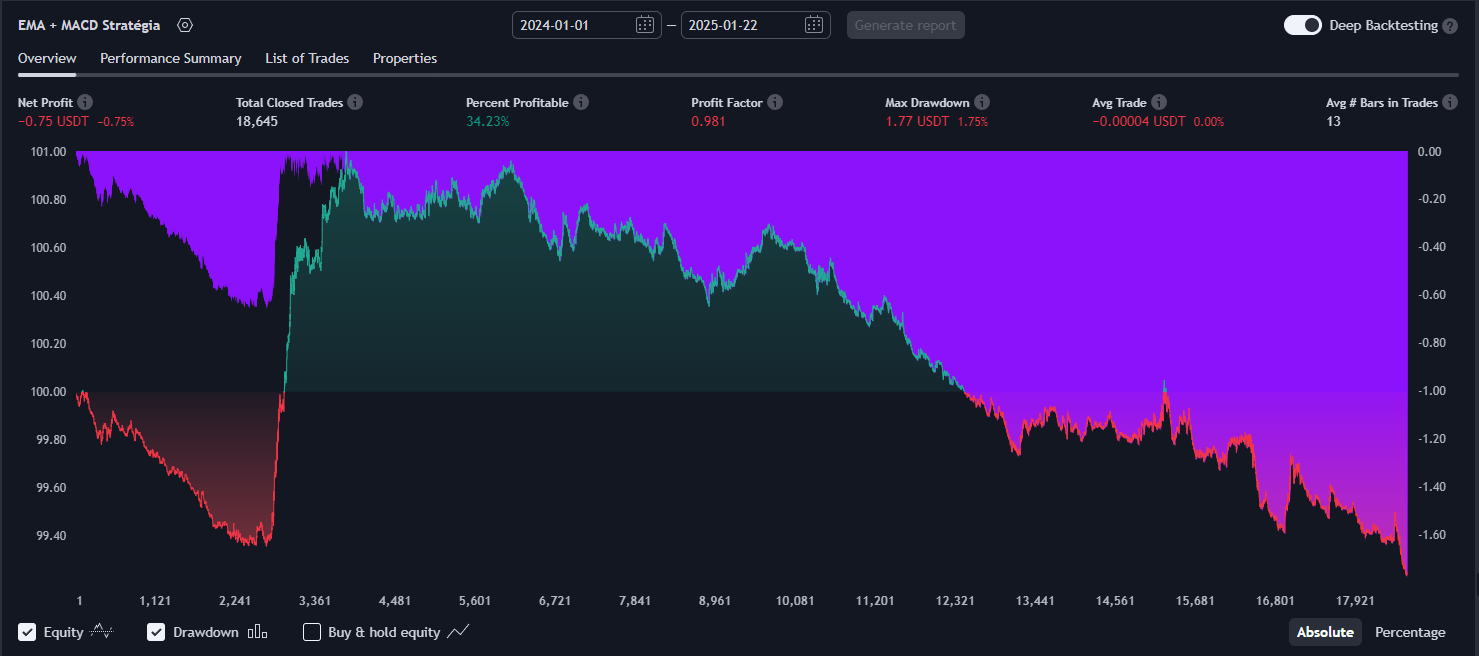 EMA + MACD Stratégia 2024-01-01 — 2025-01-22 Generate report Deep Backtesting ?
Overview Performance Summary List of Trades Properties
Net Profit Total Closed Trades Percent Profitable Profit Factor Max Drawdown Avg Trade Avg # Bars in Trades
−0.75 USDT −0.75% 18,645 34.23% 0.981 1.77 USDT 1.75% −0.00004 USDT 0.00% 13
101.00 0.00
100.80 -0.20
100.60 -0.40
100.40 -0.60
100.20 -0.80
100.00 -1.00
99.80 -1.20
99.60 -1.40
99.40 -1.60
1 1,121 2,241 3,361 4,481 5,601 6,721 7,841 8,961 10,081 11,201 12,321 13,441 14,561 15,681 16,801 17,921
Equity Drawdown Buy & hold equity Absolute Percentage